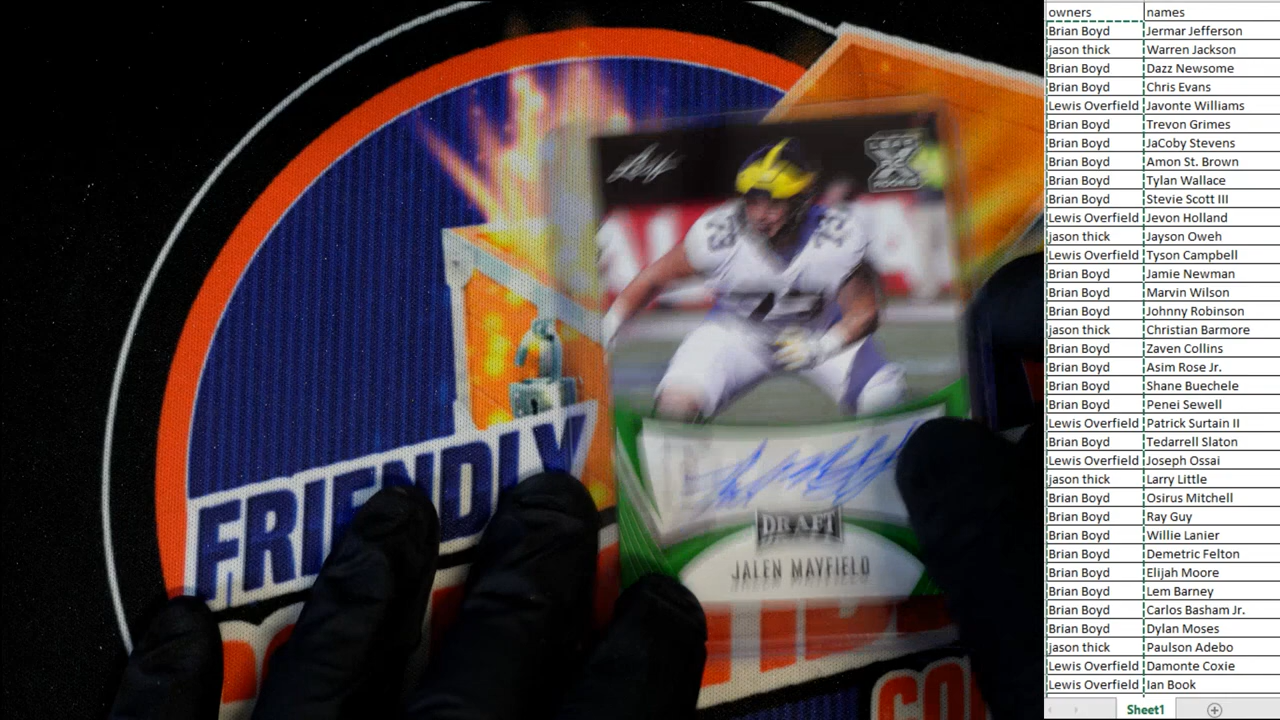 owners names
Brian Boyd Jermar Jefferson
jason thick Warren Jackson
Brian Boyd Dazz Newsome
Brian Boyd Chris Evans
Lewis Overfield Javonte Williams
Brian Boyd Trevon Grimes
Brian Boyd JaCoby Stevens
Brian Boyd Amon St. Brown
Brian Boyd Tylan Wallace
Brian Boyd Stevie Scott III
Lewis Overfield Jevon Holland
jason thick Jayson Oweh
Lewis Overfield Tyson Campbell
Brian Boyd Jamie Newman
Brian Boyd Marvin Wilson
Brian Boyd Johnny Robinson
jason thick Christian Barmore
Brian Boyd Zaven Collins
Brian Boyd Asim Rose Jr.
Brian Boyd Shane Buechele
Brian Boyd Penei Sewell
Lewis Overfield Patrick Surtain II
Brian Boyd Tedarrell Slaton
Lewis Overfield Joseph Ossai
jason thick Larry Little
Brian Boyd Osirus Mitchell
Brian Boyd Ray Guy
Brian Boyd Willie Lanier
Brian Boyd Demetric Felton
Brian Boyd Elijah Moore
Brian Boyd Lem Barney
Brian Boyd Carlos Basham Jr.
Brian Boyd Dylan Moses
jason thick Paulson Adebo
Lewis Overfield Damonte Coxie
Lewis Overfield Ian Book
Sheet1
Leaf
73
FRIENDLY
DRAFT
JALEN MAYFIELD